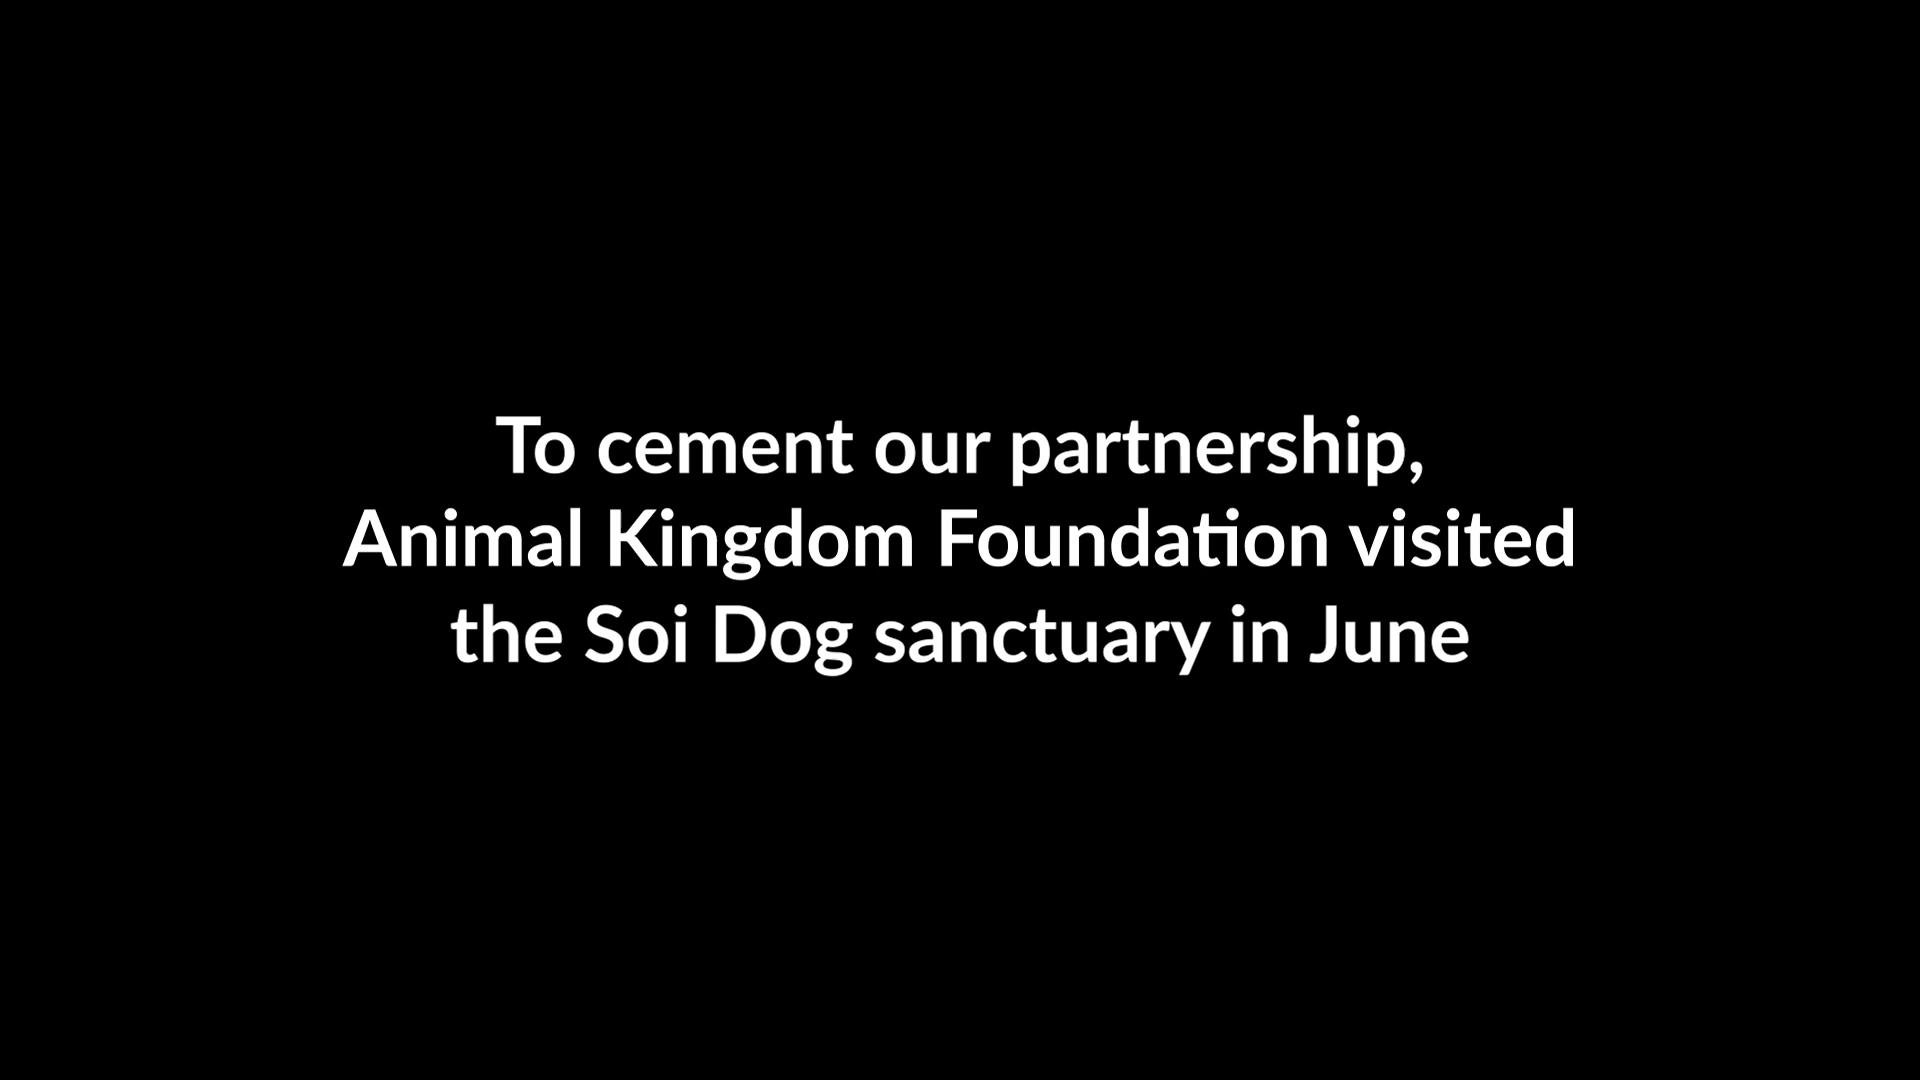 To cement our partnership,
Animal Kingdom Foundation visited
the Soi Dog sanctuary in June